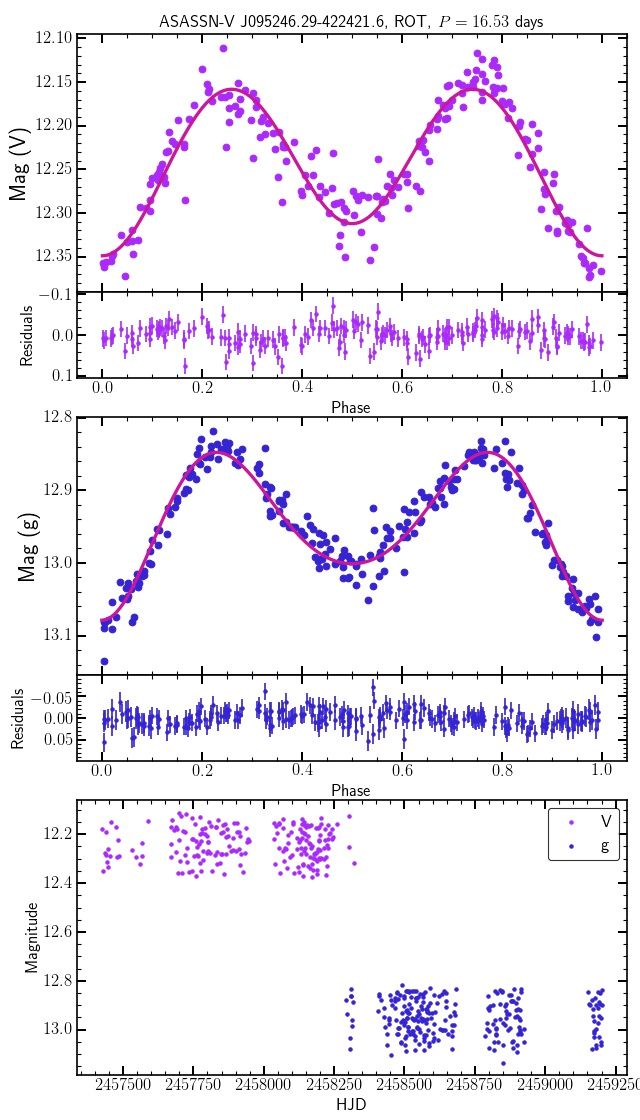 ASASSN-V J095246.29-422421.6, ROT, P = 16.53 days
12.10
12.15
12.20
12.25
12.30
12.35
Mag (V)
−0.1
0.0
0.1
Residuals
0.0 0.2 0.4 0.6 0.8 1.0
Phase
12.8
12.9
13.0
13.1
Mag (g)
−0.05
0.00
0.05
Residuals
0.0 0.2 0.4 0.6 0.8 1.0
Phase
V
g
12.2
12.4
12.6
12.8
13.0
Magnitude
2457500 2457750 2458000 2458250 2458500 2458750 2459000 245925
HJD